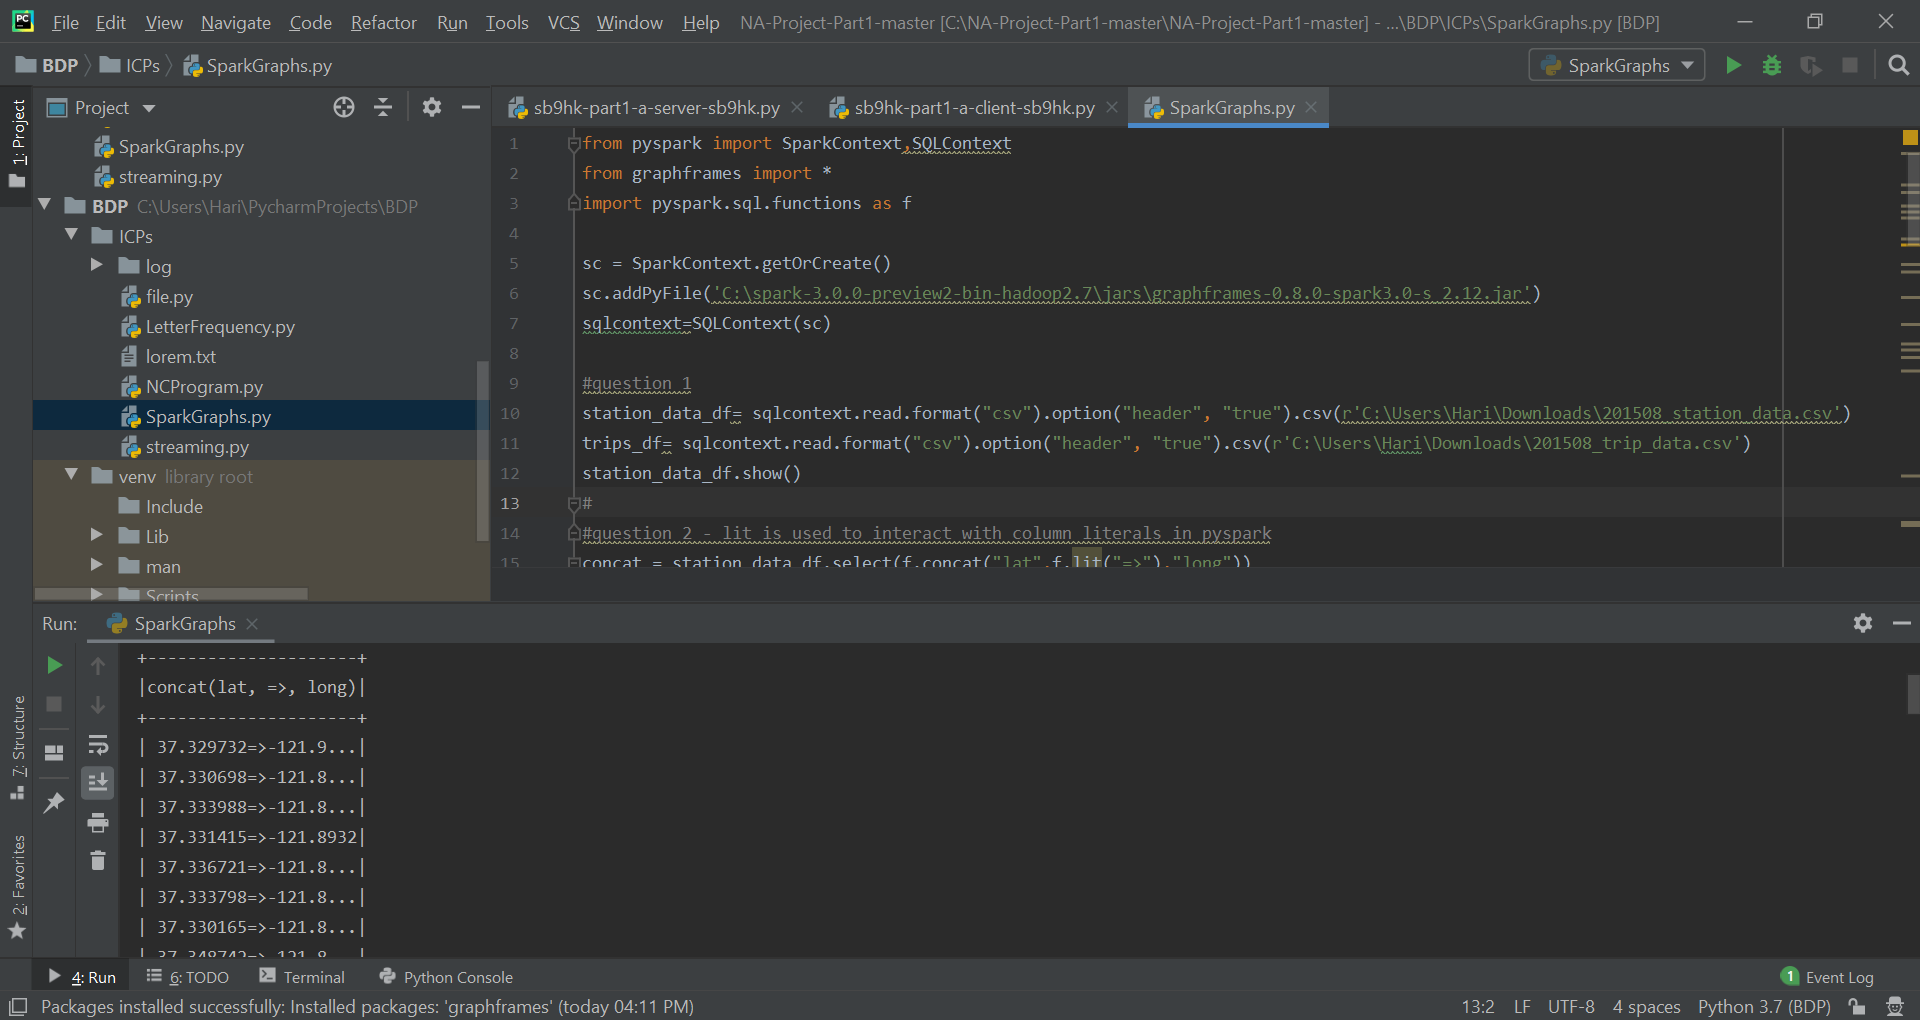 PC File Edit View Navigate Code Refactor Run Tools VCS Window Help NA-Project-Part1-master [C:\NA-Project-Part1-master\NA-Project-Part1-master] - ...\BDP\ICPs\SparkGraphs.py [BDP]
BDP ICPs SparkGraphs.py SparkGraphs
1: Project
Project
sb9hk-part1-a-server-sb9hk.py sb9hk-part1-a-client-sb9hk.py SparkGraphs.py
SparkGraphs.py
streaming.py
BDP C:\Users\Hari\PycharmProjects\BDP
ICPs
log
file.py
LetterFrequency.py
lorem.txt
NCProgram.py
SparkGraphs.py
streaming.py
venv library root
Include
Lib
man
Scripts
1 from pyspark import SparkContext,SQLContext
2 from graphframes import *
3 import pyspark.sql.functions as f
4
5 sc = SparkContext.getOrCreate()
6 sc.addPyFile('C:\spark-3.0.0-preview2-bin-hadoop2.7\jars\graphframes-0.8.0-spark3.0-s_2.12.jar')
7 sqlcontext=SQLContext(sc)
8
9 #question 1
10 station_data_df= sqlcontext.read.format("csv").option("header", "true").csv(r'C:\Users\Hari\Downloads\201508_station_data.csv')
11 trips_df= sqlcontext.read.format("csv").option("header", "true").csv(r'C:\Users\Hari\Downloads\201508_trip_data.csv')
12 station_data_df.show()
13 #
14 #question 2 - lit is used to interact with column literals in pyspark
15 concat = station_data_df.select(f.concat("lat",f.lit("=>"),"long"))
Run: SparkGraphs
+---------------------+
|concat(lat, =>, long)|
+---------------------+
| 37.329732=>-121.9...|
| 37.330698=>-121.8...|
| 37.333988=>-121.8...|
| 37.331415=>-121.8932|
| 37.336721=>-121.8...|
| 37.333798=>-121.8...|
| 37.330165=>-121.8...|
| 37.348742=>-121.8...|
7: Structure
2: Favorites
4: Run 6: TODO Terminal Python Console 1 Event Log
Packages installed successfully: Installed packages: 'graphframes' (today 04:11 PM) 13:2 LF UTF-8 4 spaces Python 3.7 (BDP)